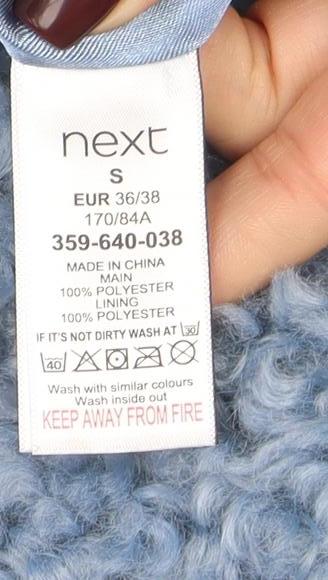 next
S
EUR 36/38
170/84A
359-640-038
MADE IN CHINA
MAIN
100% POLYESTER
LINING
100% POLYESTER
IF IT'S NOT DIRTY WASH AT 30
40
Wash with similar colours
Wash inside out
KEEP AWAY FROM FIRE